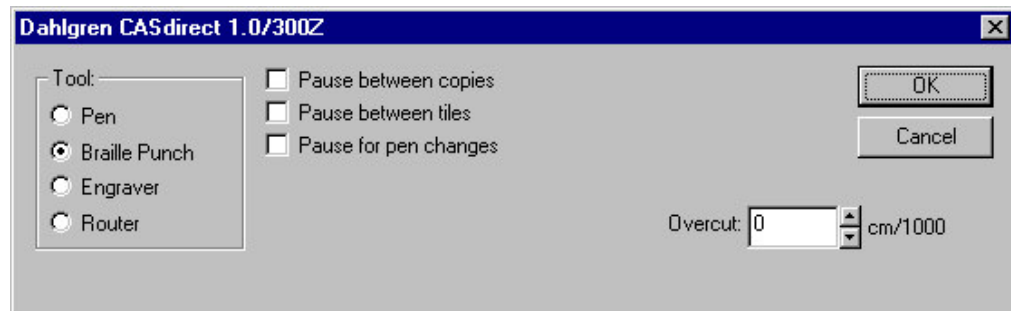 Dahlgren CASdirect 1.0/300Z
Tool:
Pen
Braille Punch
Engraver
Router
Pause between copies
Pause between tiles
Pause for pen changes
OK
Cancel
Overcut: 0 cm/1000